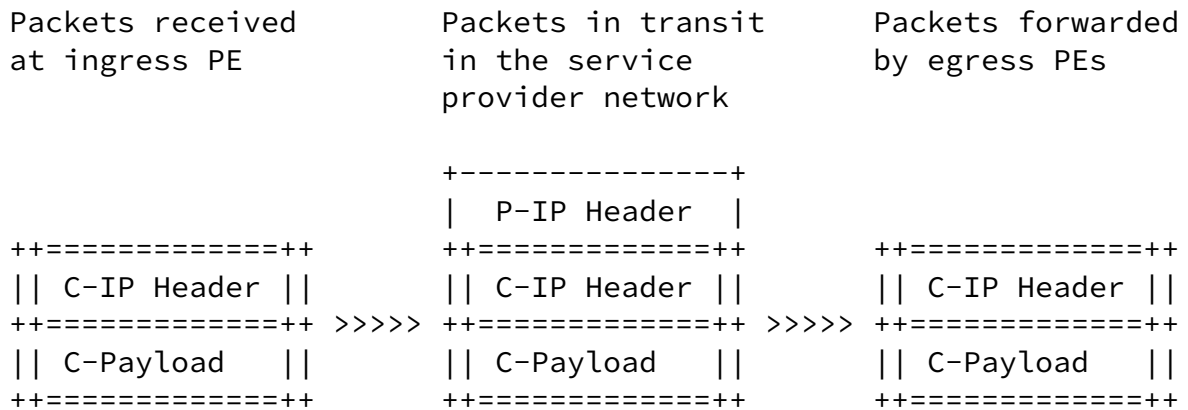 Packets received            Packets in transit      Packets forwarded
at ingress PE               in the service          by egress PEs
                        provider network

                        +---------------+
                        |  P-IP Header  |
++=============++       ++=============++       ++=============++
|| C-IP Header ||       || C-IP Header ||       || C-IP Header ||
++=============++ >>>>> ++=============++ >>>>> ++=============++
|| C-Payload   ||       || C-Payload   ||       || C-Payload   ||
++=============++       ++=============++       ++=============++